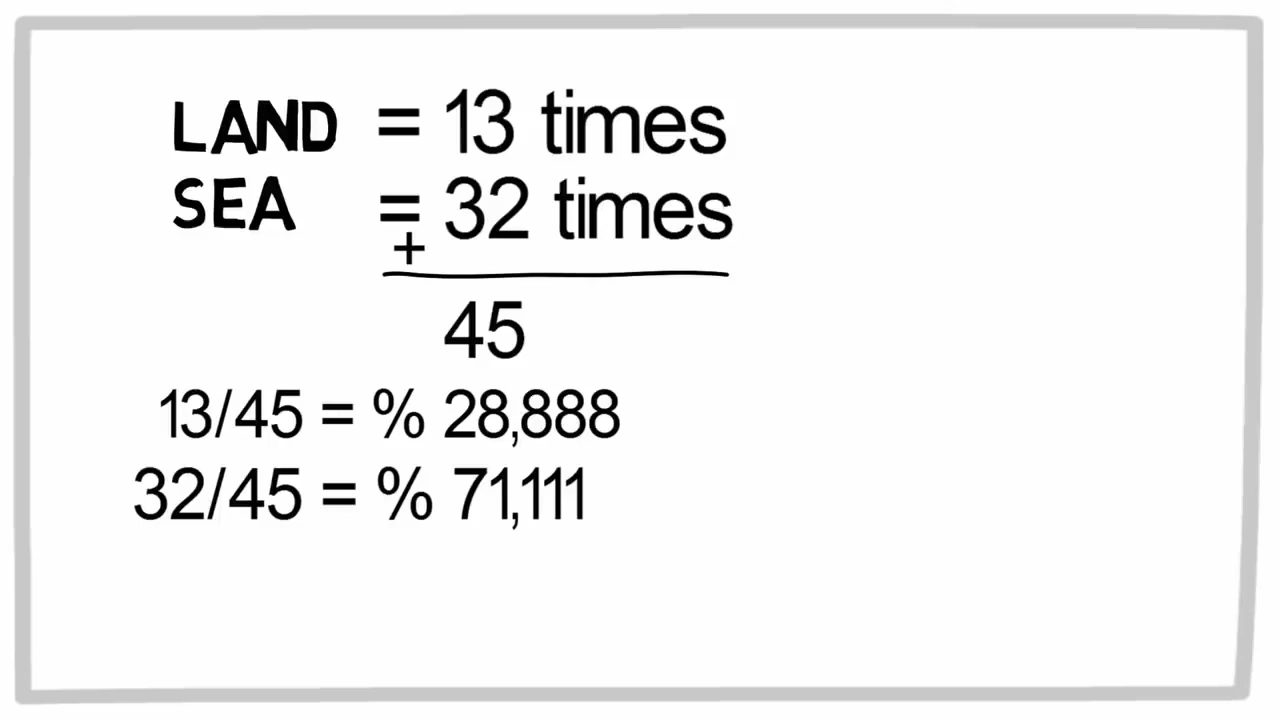 LAND = 13 times
SEA = 32 times
+
45
13/45 = % 28,888
32/45 = % 71,111